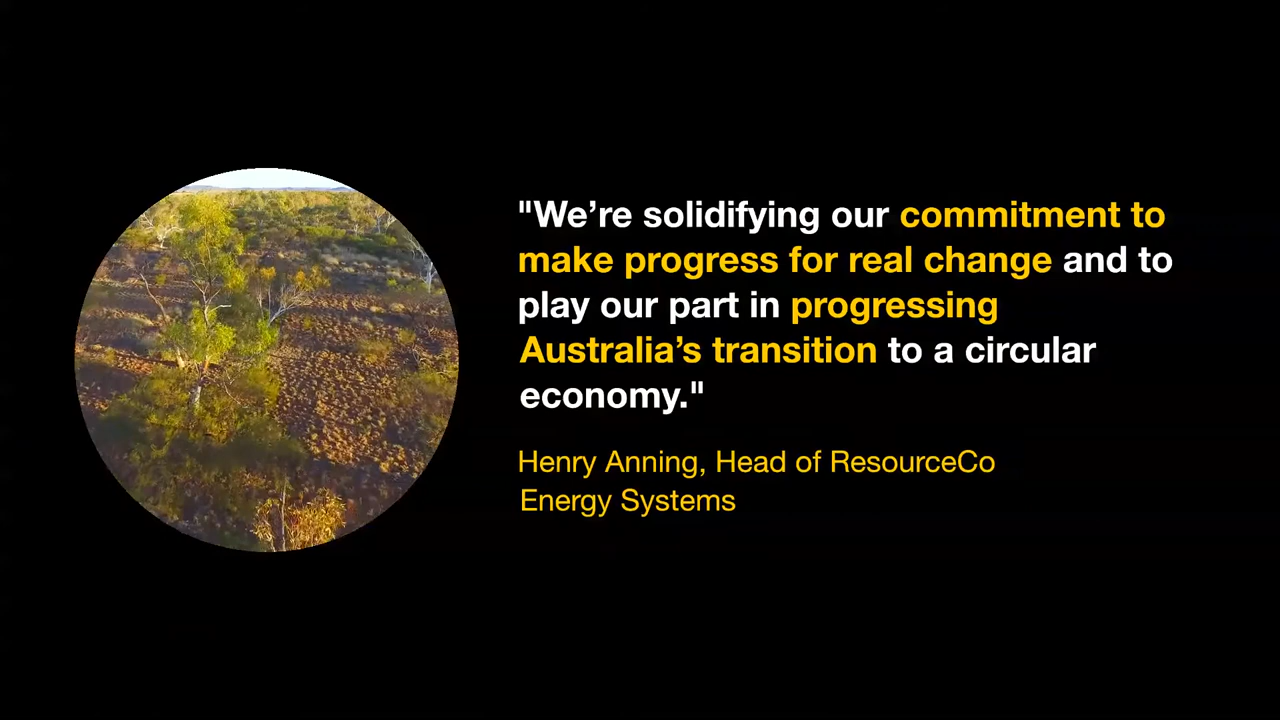 "We’re solidifying our commitment to
make progress for real change and to
play our part in progressing
Australia’s transition to a circular
economy."
Henry Anning, Head of ResourceCo
Energy Systems